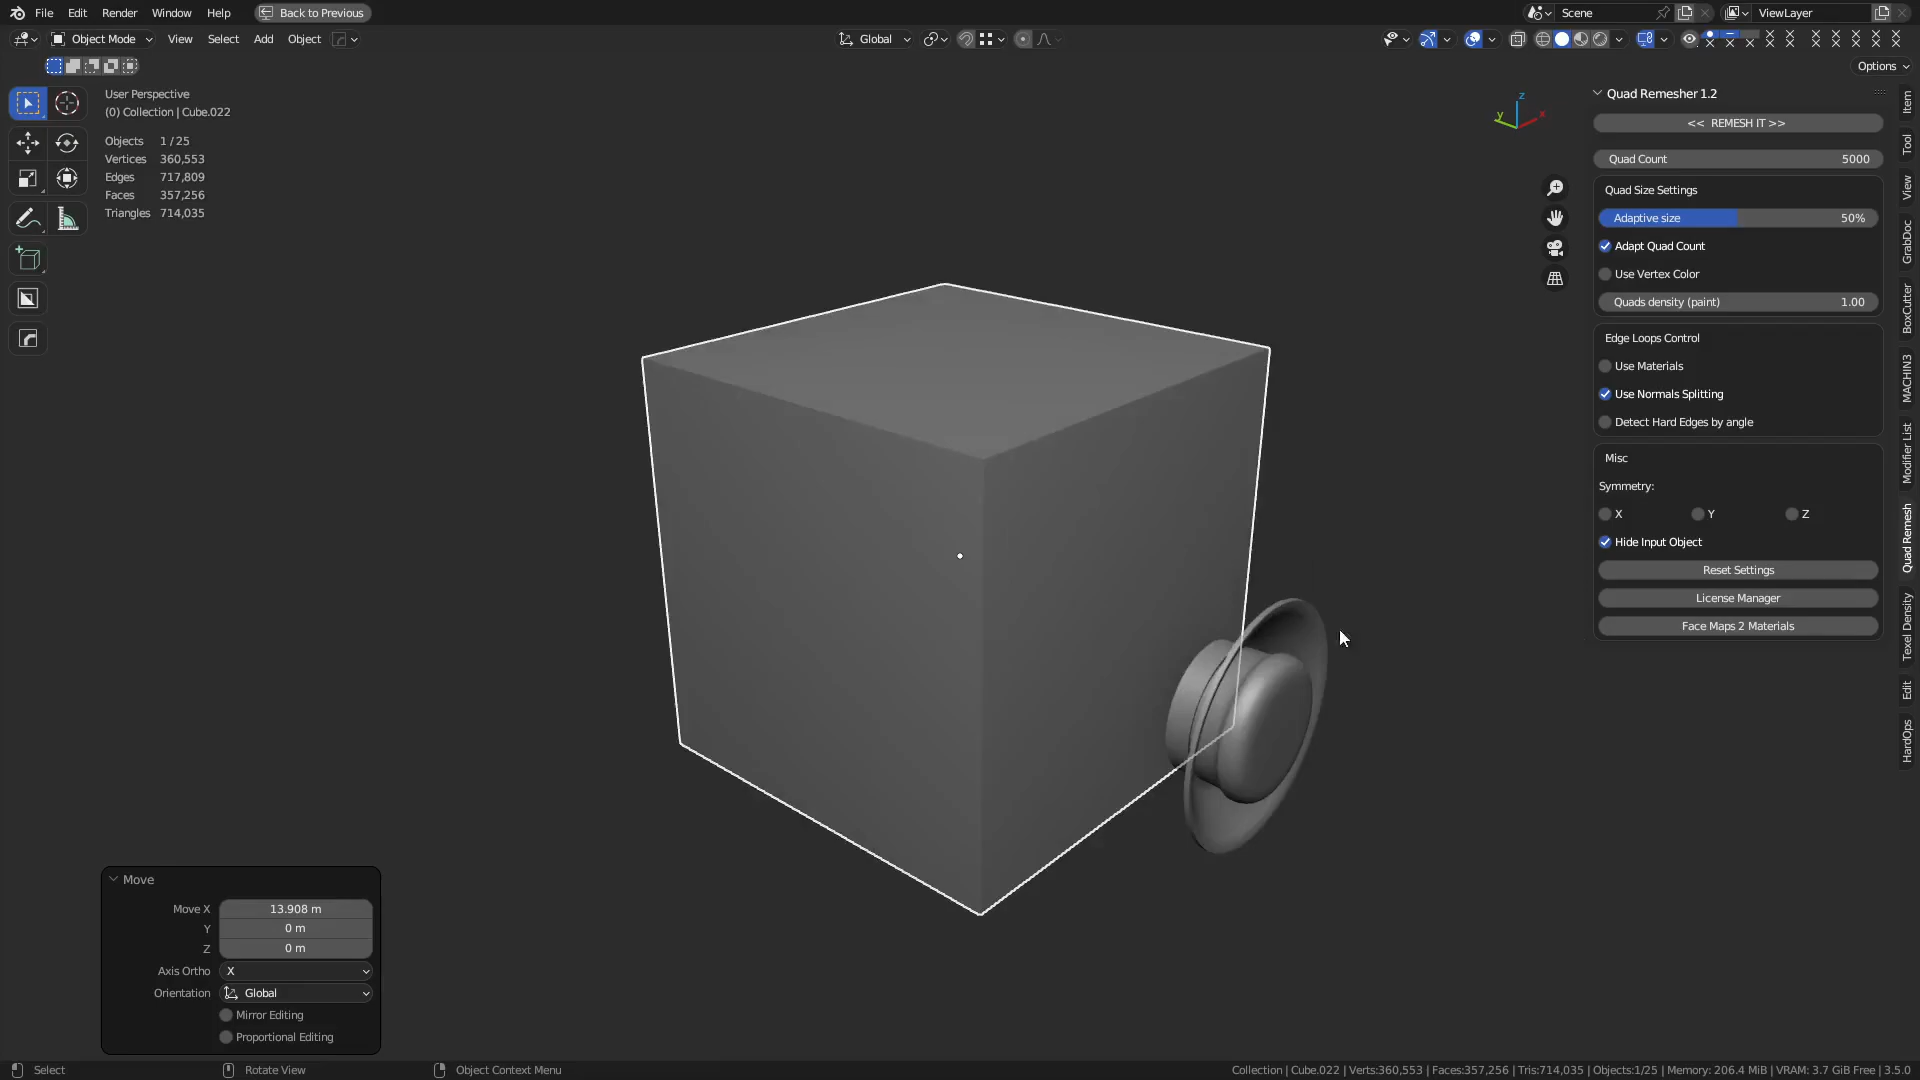 File Edit Render Window Help Back to Previous Scene ViewLayer
Object Mode View Select Add Object Global
Options
User Perspective
(0) Collection | Cube.022
Objects 1 / 25
Vertices 360,553
Edges 717,809
Faces 357,256
Triangles 714,035
Z
Y
X
Quad Remesher 1.2
<< REMESH IT >>
Quad Count 5000
Quad Size Settings
Adaptive size 50%
Adapt Quad Count
Use Vertex Color
Quads density (paint) 1.00
Edge Loops Control
Use Materials
Use Normals Splitting
Detect Hard Edges by angle
Misc
Symmetry:
X Y Z
Hide Input Object
Reset Settings
License Manager
Face Maps 2 Materials
Item
Tool
View
GrabDoc
BoxCutter
MACHIN3
Modifier List
Quad Remesh
Texel Density
Edit
HardOps
Move
Move X 13.908 m
Y 0 m
Z 0 m
Axis Ortho X
Orientation Global
Mirror Editing
Proportional Editing
Select Rotate View Object Context Menu
Collection | Cube.022 | Verts:360,553 | Faces:357,256 | Tris:714,035 | Objects:1/25 | Memory: 206.4 MiB | VRAM: 3.7 GiB Free | 3.5.0